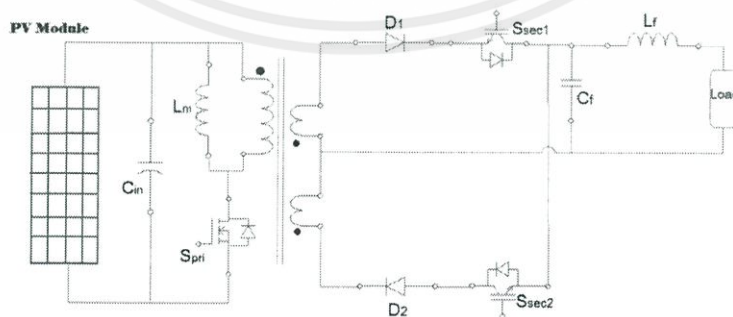 PV Module
D1
Ssec1
Lf
Lm
Cf
Load
Cin
Spri
D2
Ssec2